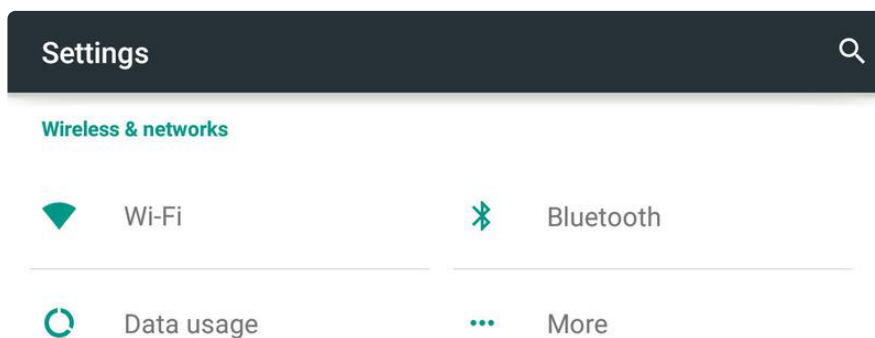 Settings
Wireless & networks
Wi-Fi
Bluetooth
Data usage
More